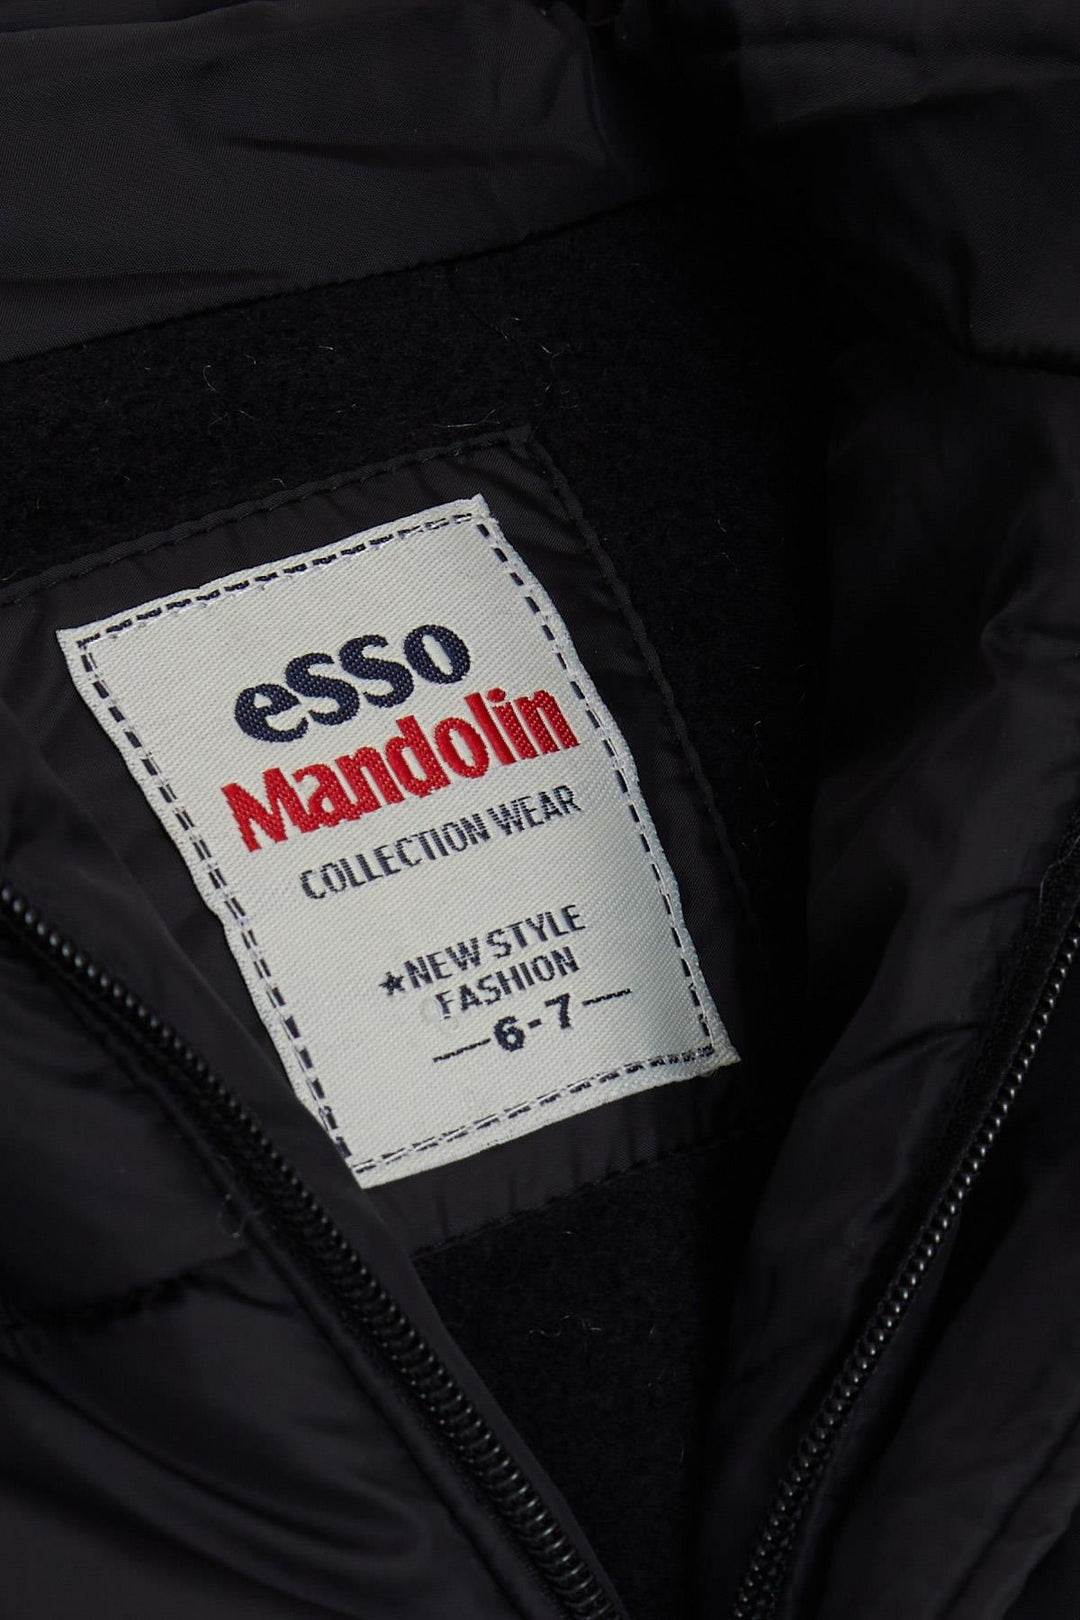 esso
Mandolin
COLLECTION WEAR
★NEW STYLE
FASHION
6-7